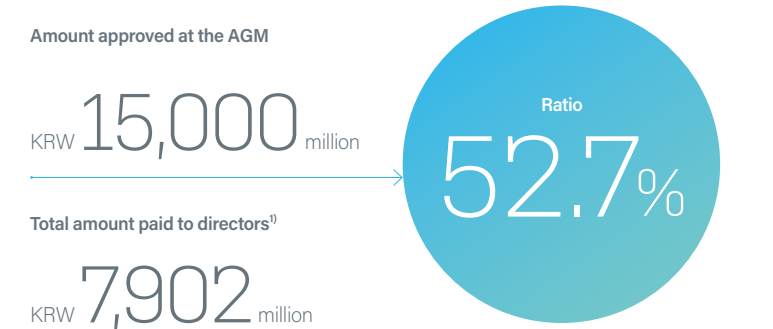 Amount approved at the AGM
KRW 15,000 million
Total amount paid to directors1)
KRW 7,902 million
Ratio
52.7%